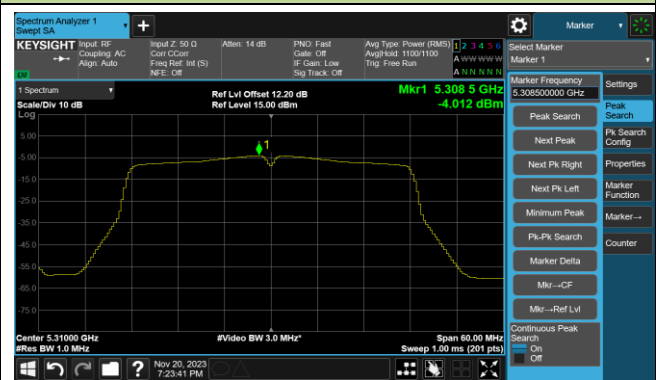 Spectrum Analyzer 1
Swept SA
Marker
KEYSIGHT
Input: RF
Coupling: AC
Align: Auto
Input Z: 50 Ω
Corr CCorr
Freq Ref: Int (S)
NFE: Off
Atten: 14 dB
PNO: Fast
Gate: Off
IF Gain: Low
Sig Track: Off
Avg Type: Power (RMS)
Avg|Hold: 1100/1100
Trig: Free Run
1 2 3 4 5 6
A W W W W W
A N N N N N
Select Marker
Marker 1
LXI
1 Spectrum
Scale/Div 10 dB
Log
Ref Lvl Offset 12.20 dB
Ref Level 15.00 dBm
Mkr1 5.308 5 GHz
-4.012 dBm
Marker Frequency
5.308500000 GHz
Settings
Peak Search
Peak
Search
Next Peak
Pk Search
Config
Next Pk Right
Properties
Next Pk Left
Marker
Function
Minimum Peak
Marker→
Pk-Pk Search
Counter
Marker Delta
Mkr→CF
Mkr→Ref Lvl
Continuous Peak
Search
On
Off
5.00
-5.00
-15.0
-25.0
-35.0
-45.0
-55.0
-65.0
-75.0
1
Center 5.31000 GHz
#Res BW 1.0 MHz
#Video BW 3.0 MHz*
Span 60.00 MHz
Sweep 1.00 ms (201 pts)
?
Nov 20, 2023
7:23:41 PM